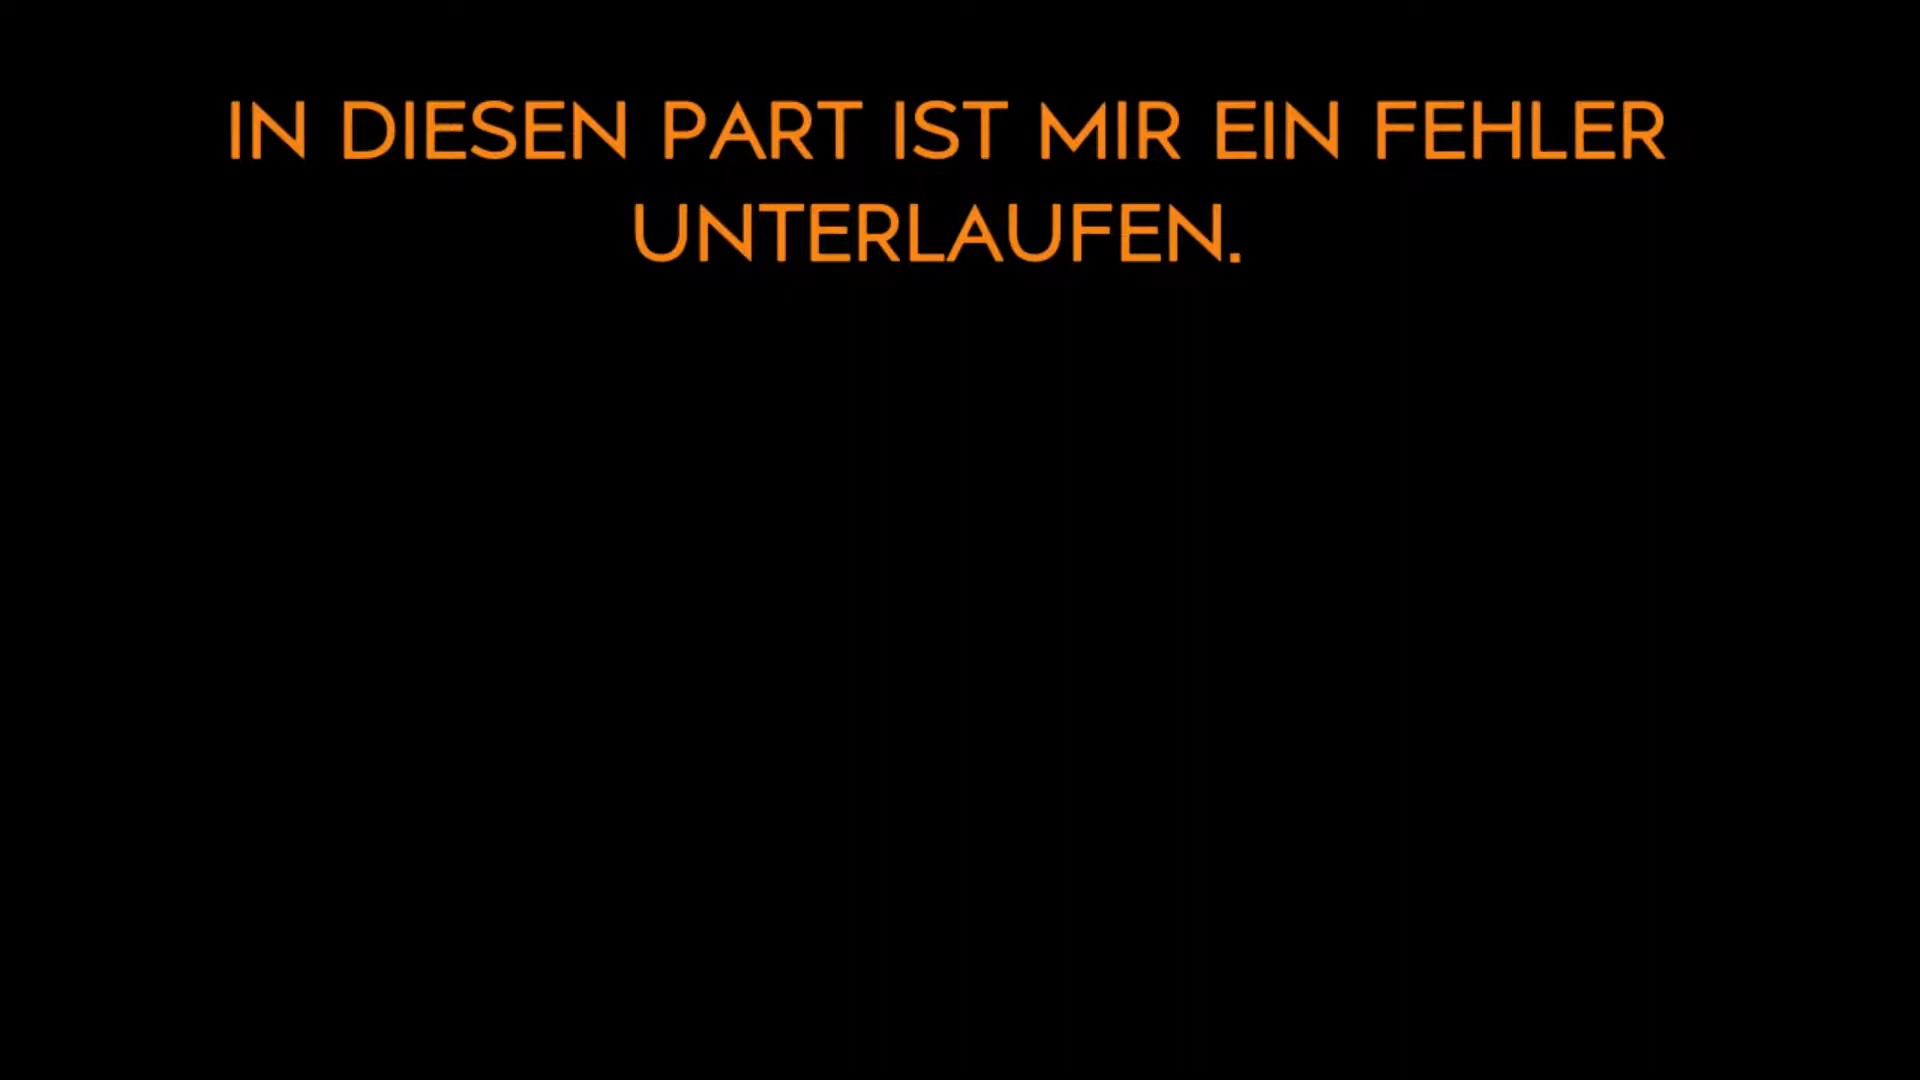 IN DIESEN PART IST MIR EIN FEHLER
UNTERLAUFEN.